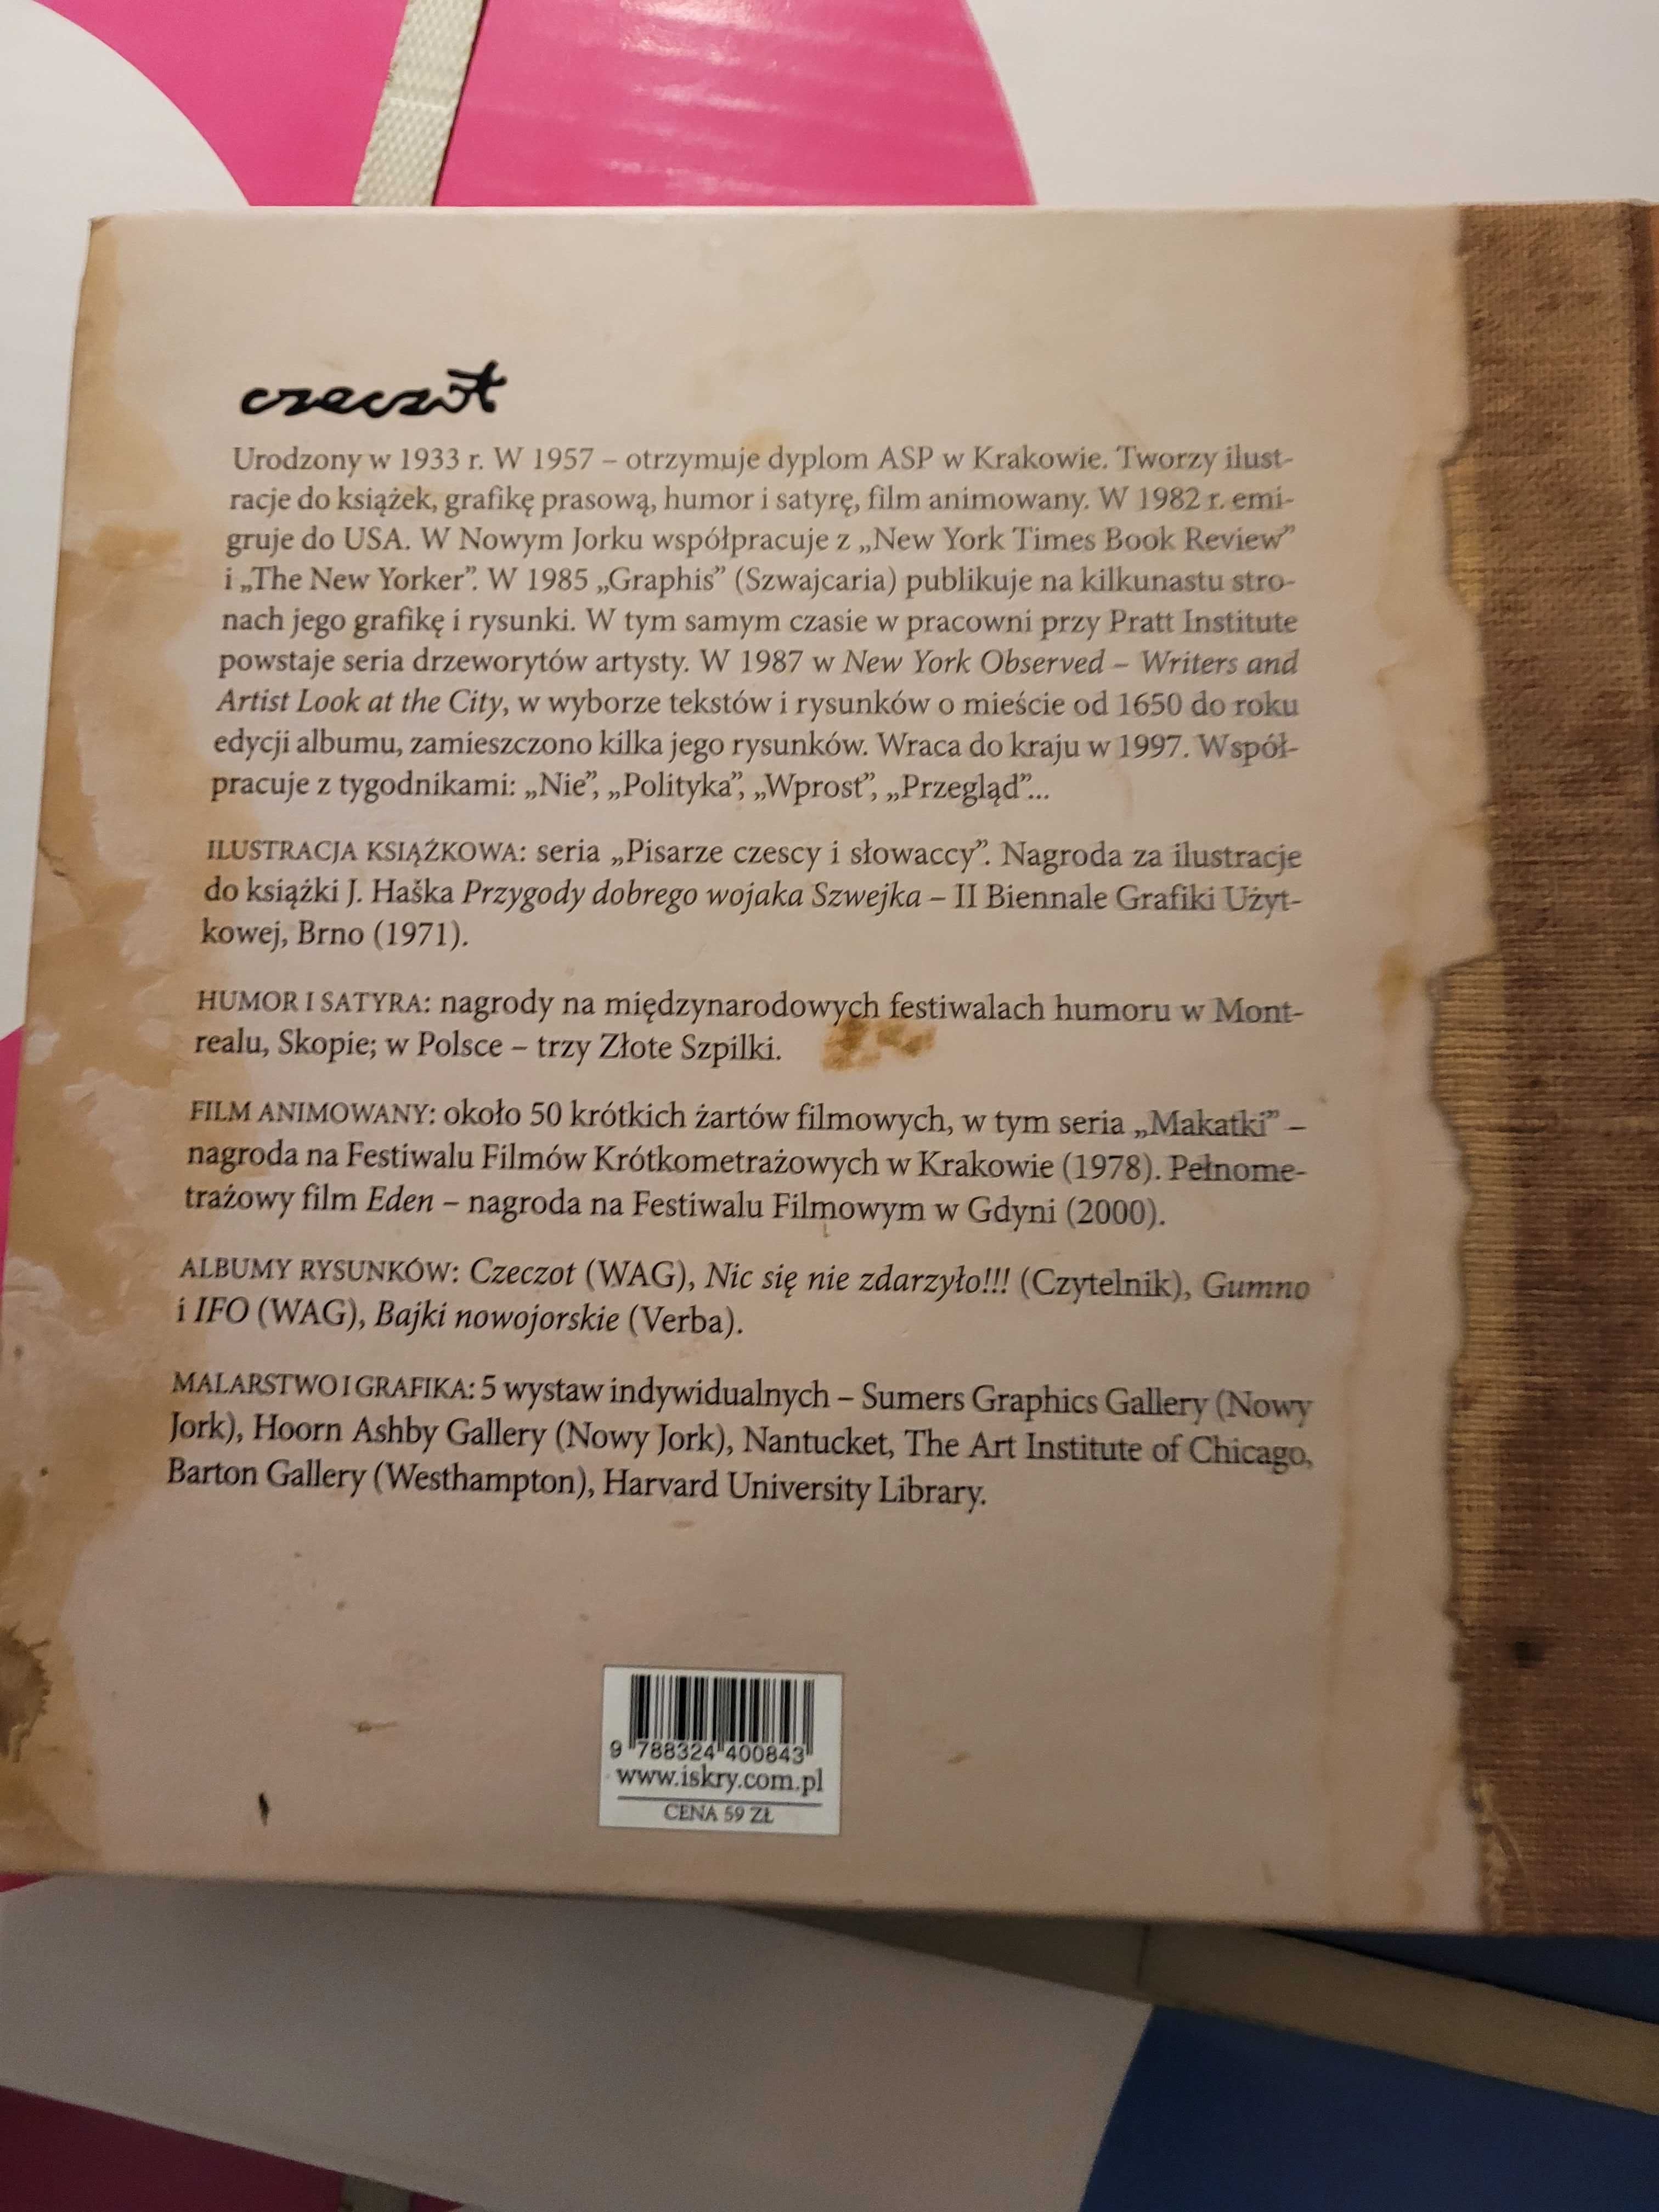 czeczot
Urodzony w 1933 r. W 1957 – otrzymuje dyplom ASP w Krakowie. Tworzy ilust-
racje do książek, grafikę prasową, humor i satyrę, film animowany. W 1982 r. emi-
gruje do USA. W Nowym Jorku współpracuje z „New York Times Book Review”
i „The New Yorker”. W 1985 „Graphis” (Szwajcaria) publikuje na kilkunastu stro-
nach jego grafikę i rysunki. W tym samym czasie w pracowni przy Pratt Institute
powstaje seria drzeworytów artysty. W 1987 w New York Observed – Writers and
Artist Look at the City, w wyborze tekstów i rysunków o mieście od 1650 do roku
edycji albumu, zamieszczono kilka jego rysunków. Wraca do kraju w 1997. Współ-
pracuje z tygodnikami: „Nie”, „Polityka”, „Wprost”, „Przegląd”...
ILUSTRACJA KSIĄŻKOWA: seria „Pisarze czescy i słowaccy”. Nagroda za ilustracje
do książki J. Haška Przygody dobrego wojaka Szwejka – II Biennale Grafiki Użyt-
kowej, Brno (1971).
HUMOR I SATYRA: nagrody na międzynarodowych festiwalach humoru w Mont-
realu, Skopie; w Polsce – trzy Złote Szpilki.
FILM ANIMOWANY: około 50 krótkich żartów filmowych, w tym seria „Makatki” –
nagroda na Festiwalu Filmów Krótkometrażowych w Krakowie (1978). Pełnome-
trażowy film Eden – nagroda na Festiwalu Filmowym w Gdyni (2000).
ALBUMY RYSUNKÓW: Czeczot (WAG), Nic się nie zdarzyło!!! (Czytelnik), Gumno
i IFO (WAG), Bajki nowojorskie (Verba).
MALARSTWO I GRAFIKA: 5 wystaw indywidualnych – Sumers Graphics Gallery (Nowy
Jork), Hoorn Ashby Gallery (Nowy Jork), Nantucket, The Art Institute of Chicago,
Barton Gallery (Westhampton), Harvard University Library.
9 788324 400843
www.iskry.com.pl
CENA 59 ZŁ